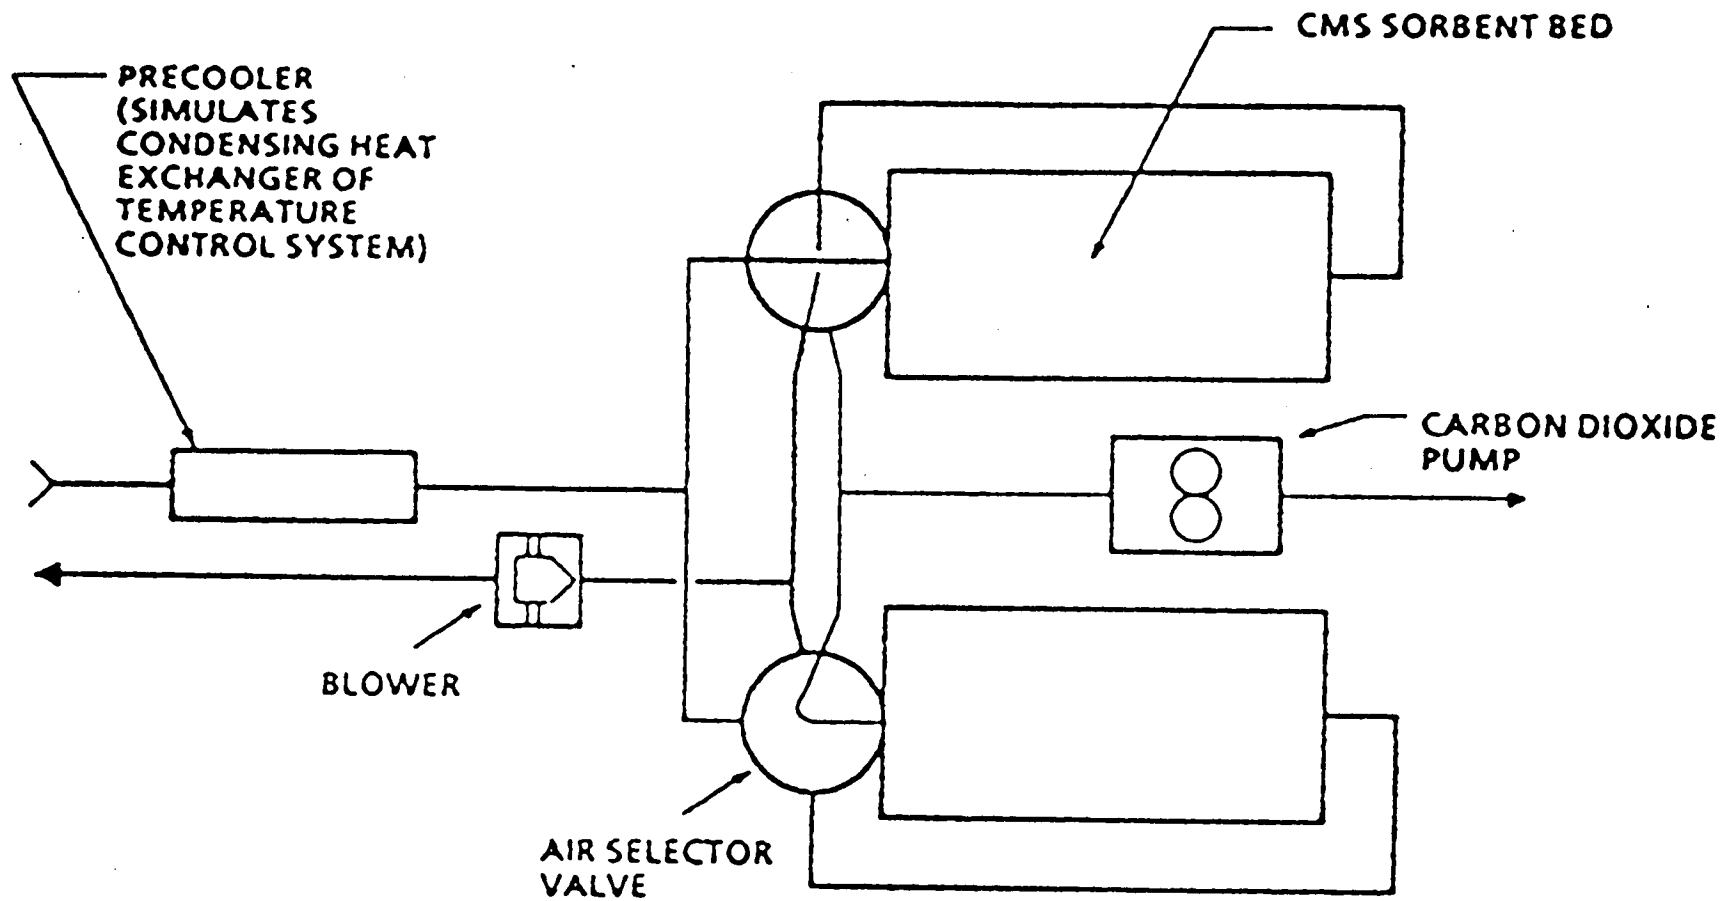 CMS SORBENT BED
PRECOOLER
(SIMULATES
CONDENSING HEAT
EXCHANGER OF
TEMPERATURE
CONTROL SYSTEM)
CARBON DIOXIDE
PUMP
BLOWER
AIR SELECTOR
VALVE